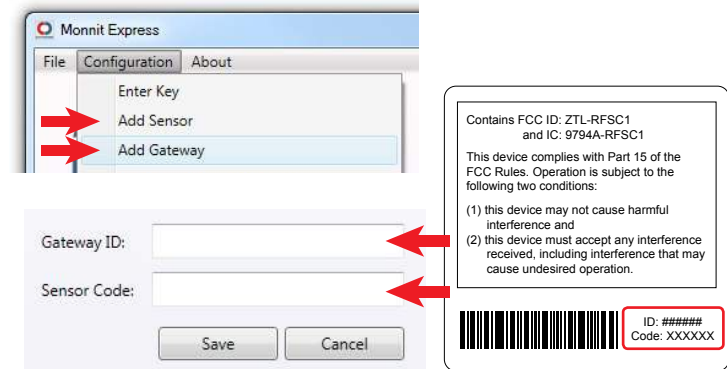 Monnit Express
File Configuration About
Enter Key
Add Sensor
Add Gateway
Gateway ID:
Sensor Code:
Save Cancel
Contains FCC ID: ZTL-RFSC1
and IC: 9794A-RFSC1
This device complies with Part 15 of the
FCC Rules. Operation is subject to the
following two conditions:
(1) this device may not cause harmful
interference and
(2) this device must accept any interference
received, including interference that may
cause undesired operation.
ID: ######
Code: XXXXXX